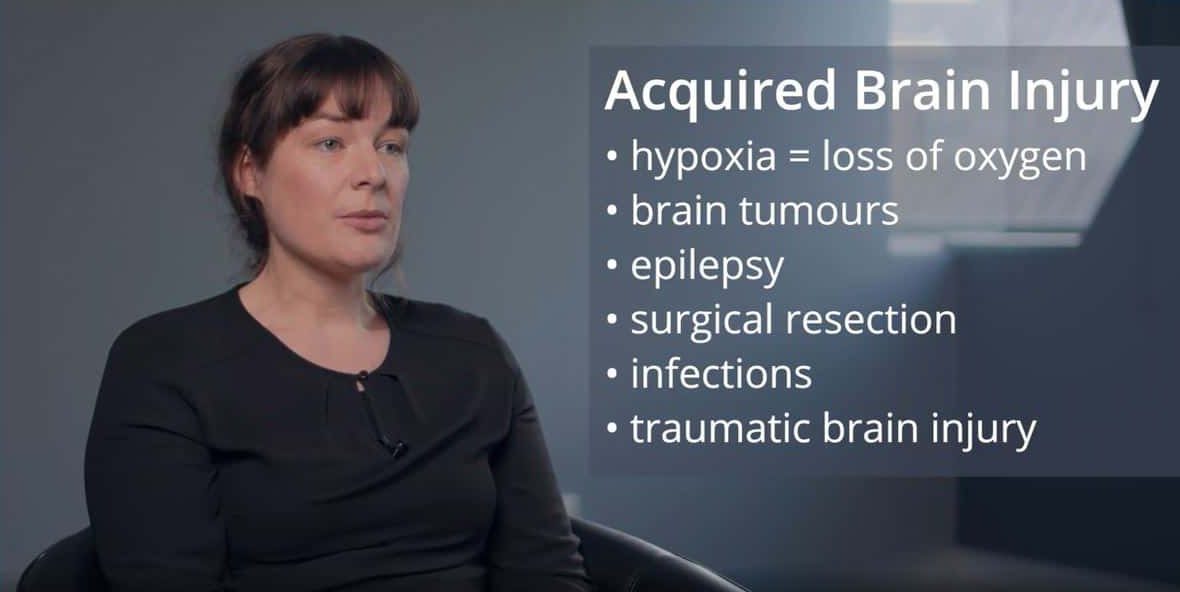 Acquired Brain Injury
• hypoxia = loss of oxygen
• brain tumours
• epilepsy
• surgical resection
• infections
• traumatic brain injury